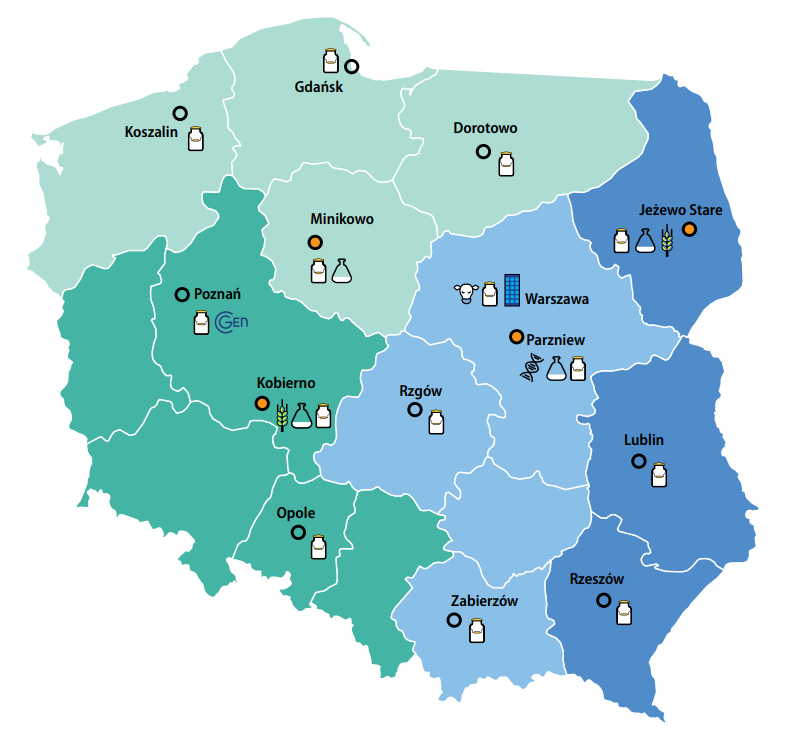 Gdańsk
Koszalin
Dorotowo
Minikowo
Jeżewo Stare
Poznań
GEN
Warszawa
Parzniew
Kobierno
Rzgów
Lublin
Opole
Rzeszów
Zabierzów